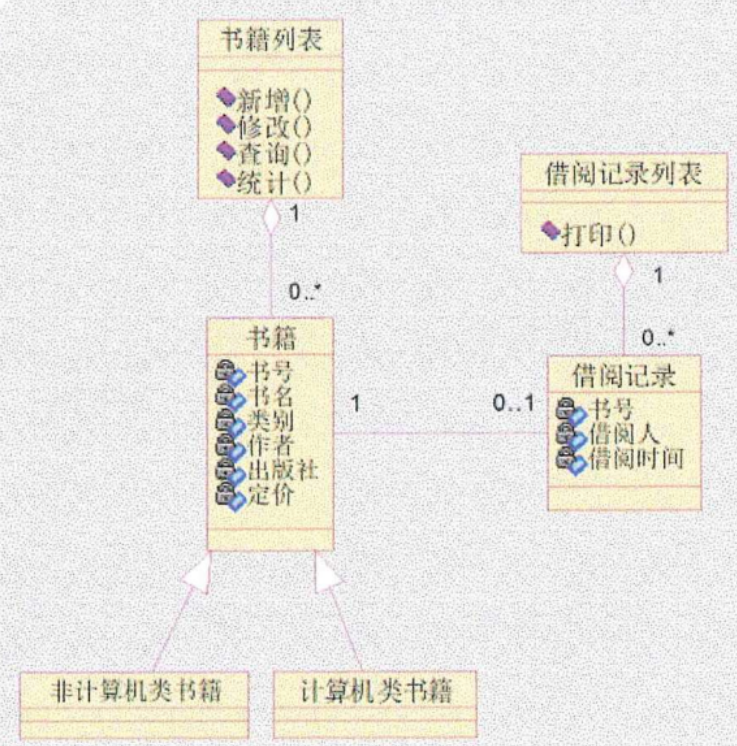 书籍列表
新增()
修改()
查询()
统计()
1
0..*
借阅记录列表
打印()
1
0..*
书籍
书号
书名
类别
作者
出版社
定价
1
0..1
借阅记录
书号
借阅人
借阅时间
非计算机类书籍
计算机类书籍